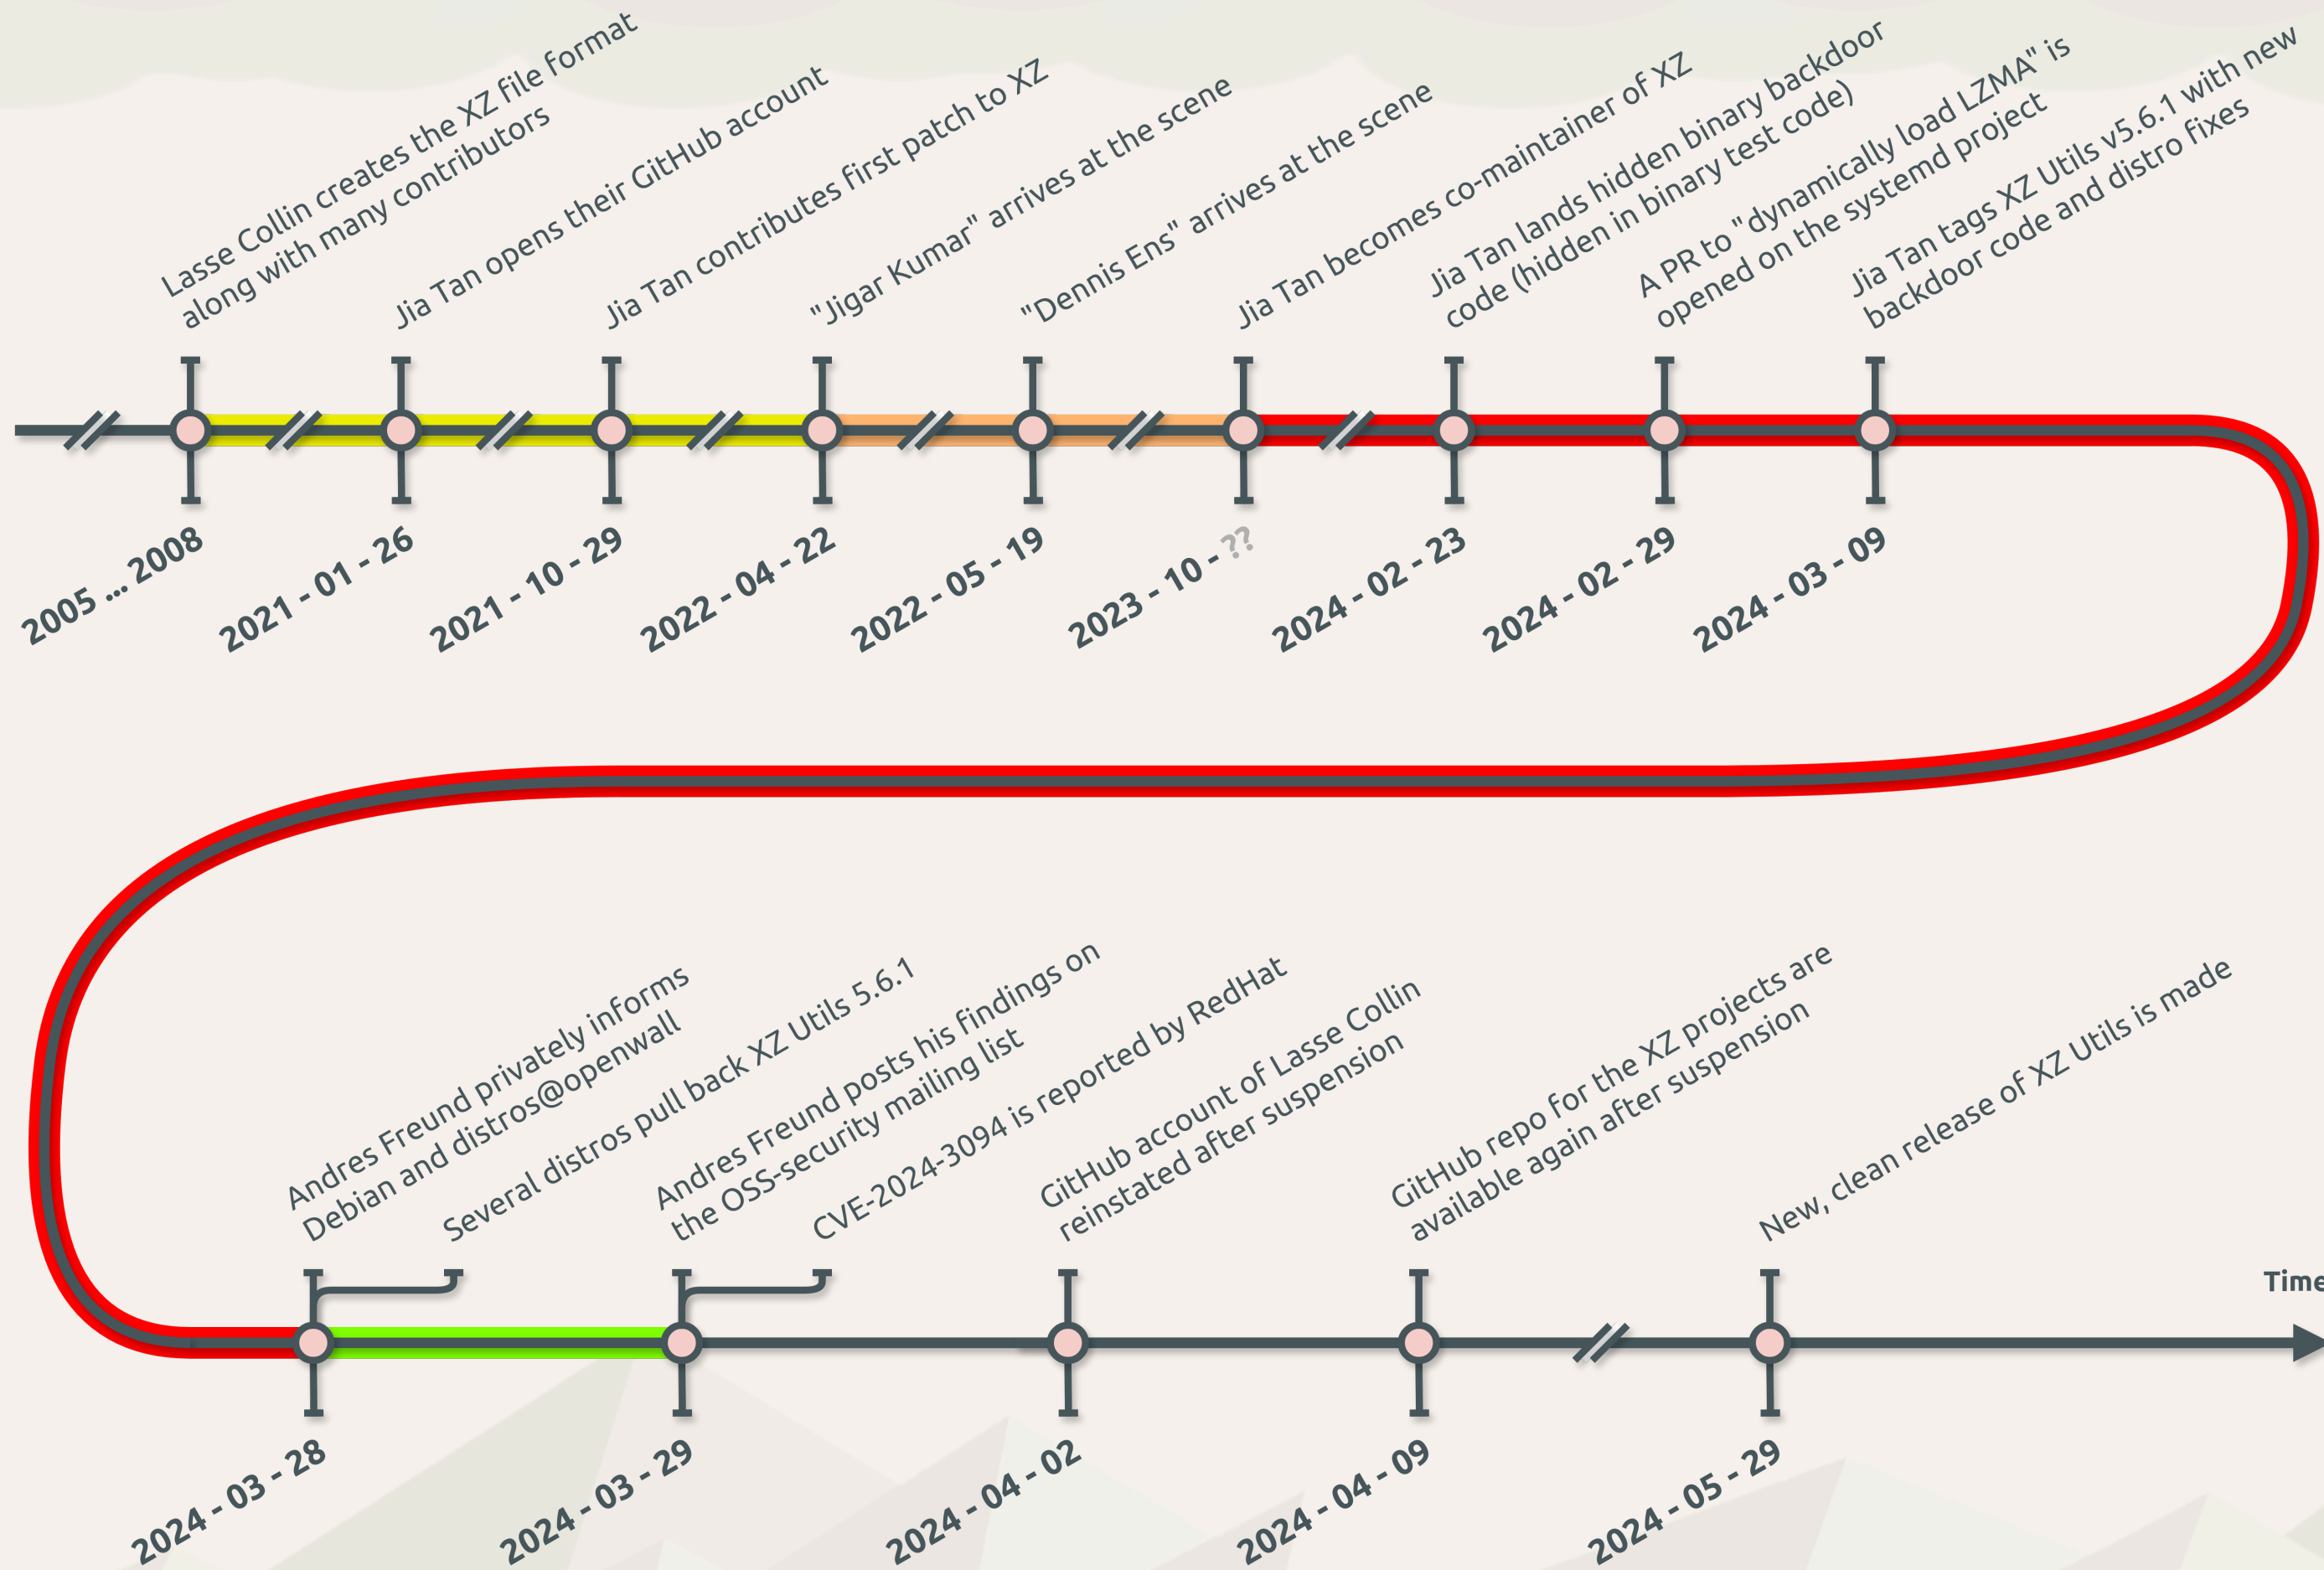 Lasse Collin creates the XZ file format
along with many contributors
Jia Tan opens their GitHub account
Jia Tan contributes first patch to XZ
"Jigar Kumar" arrives at the scene
"Dennis Ens" arrives at the scene
Jia Tan becomes co-maintainer of XZ
Jia Tan lands hidden binary backdoor
code (hidden in binary test code)
A PR to "dynamically load LZMA" is
opened on the systemd project
Jia Tan tags XZ Utils v5.6.1 with new
backdoor code and distro fixes
2005 ... 2008
2021 - 01 - 26
2021 - 10 - 29
2022 - 04 - 22
2022 - 05 - 19
2023 - 10 - ??
2024 - 02 - 23
2024 - 02 - 29
2024 - 03 - 09
Andres Freund privately informs
Debian and distros@openwall
Several distros pull back XZ Utils 5.6.1
Andres Freund posts his findings on
the OSS-security mailing list
CVE-2024-3094 is reported by RedHat
GitHub account of Lasse Collin
reinstated after suspension
GitHub repo for the XZ projects are
available again after suspension
New, clean release of XZ Utils is made
Time
2024 - 03 - 28
2024 - 03 - 29
2024 - 04 - 02
2024 - 04 - 09
2024 - 05 - 29